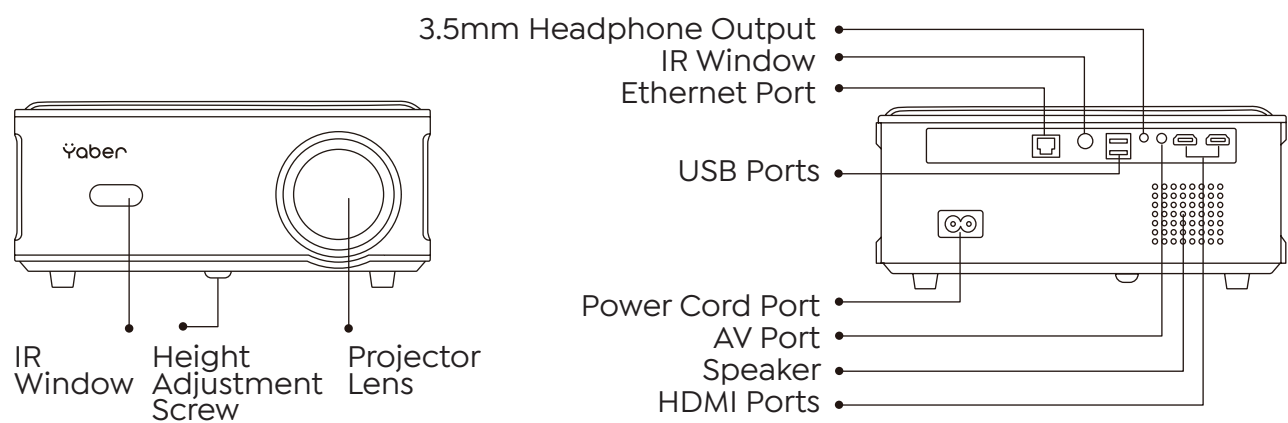 3.5mm Headphone Output
IR Window
Ethernet Port
Ÿaber
USB Ports
Power Cord Port
AV Port
Speaker
HDMI Ports
IR
Window
Height
Adjustment
Screw
Projector
Lens